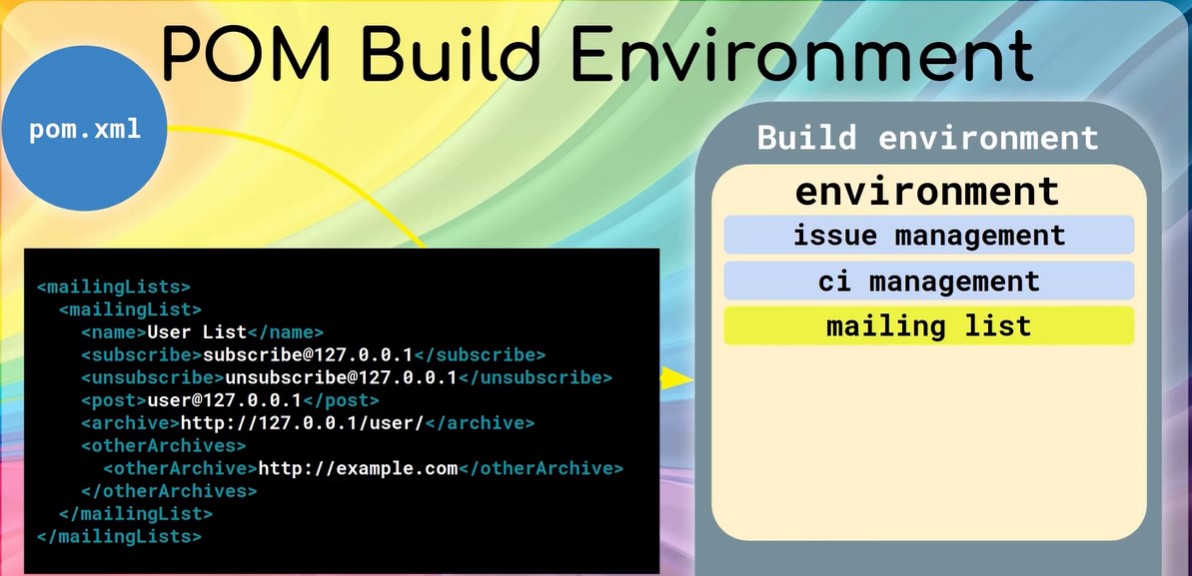 POM Build Environment
pom.xml
<mailingLists>
  <mailingList>
    <name>User List</name>
    <subscribe>subscribe@127.0.0.1</subscribe>
    <unsubscribe>unsubscribe@127.0.0.1</unsubscribe>
    <post>user@127.0.0.1</post>
    <archive>http://127.0.0.1/user/</archive>
    <otherArchives>
      <otherArchive>http://example.com</otherArchive>
    </otherArchives>
  </mailingList>
</mailingLists>
Build environment
environment
issue management
ci management
mailing list